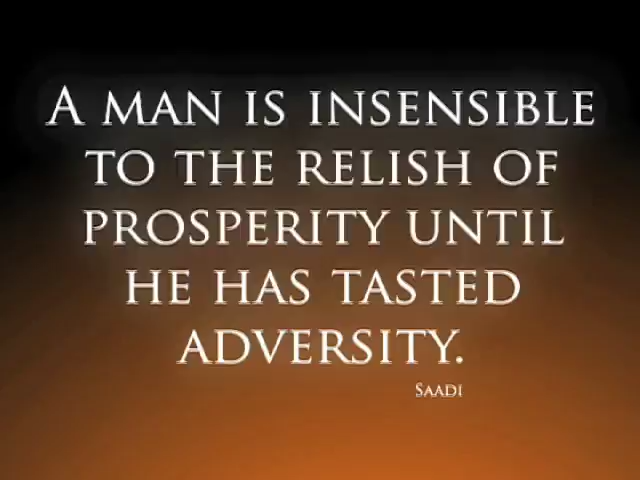 A MAN IS INSENSIBLE
TO THE RELISH OF
PROSPERITY UNTIL
HE HAS TASTED
ADVERSITY.
SAADI